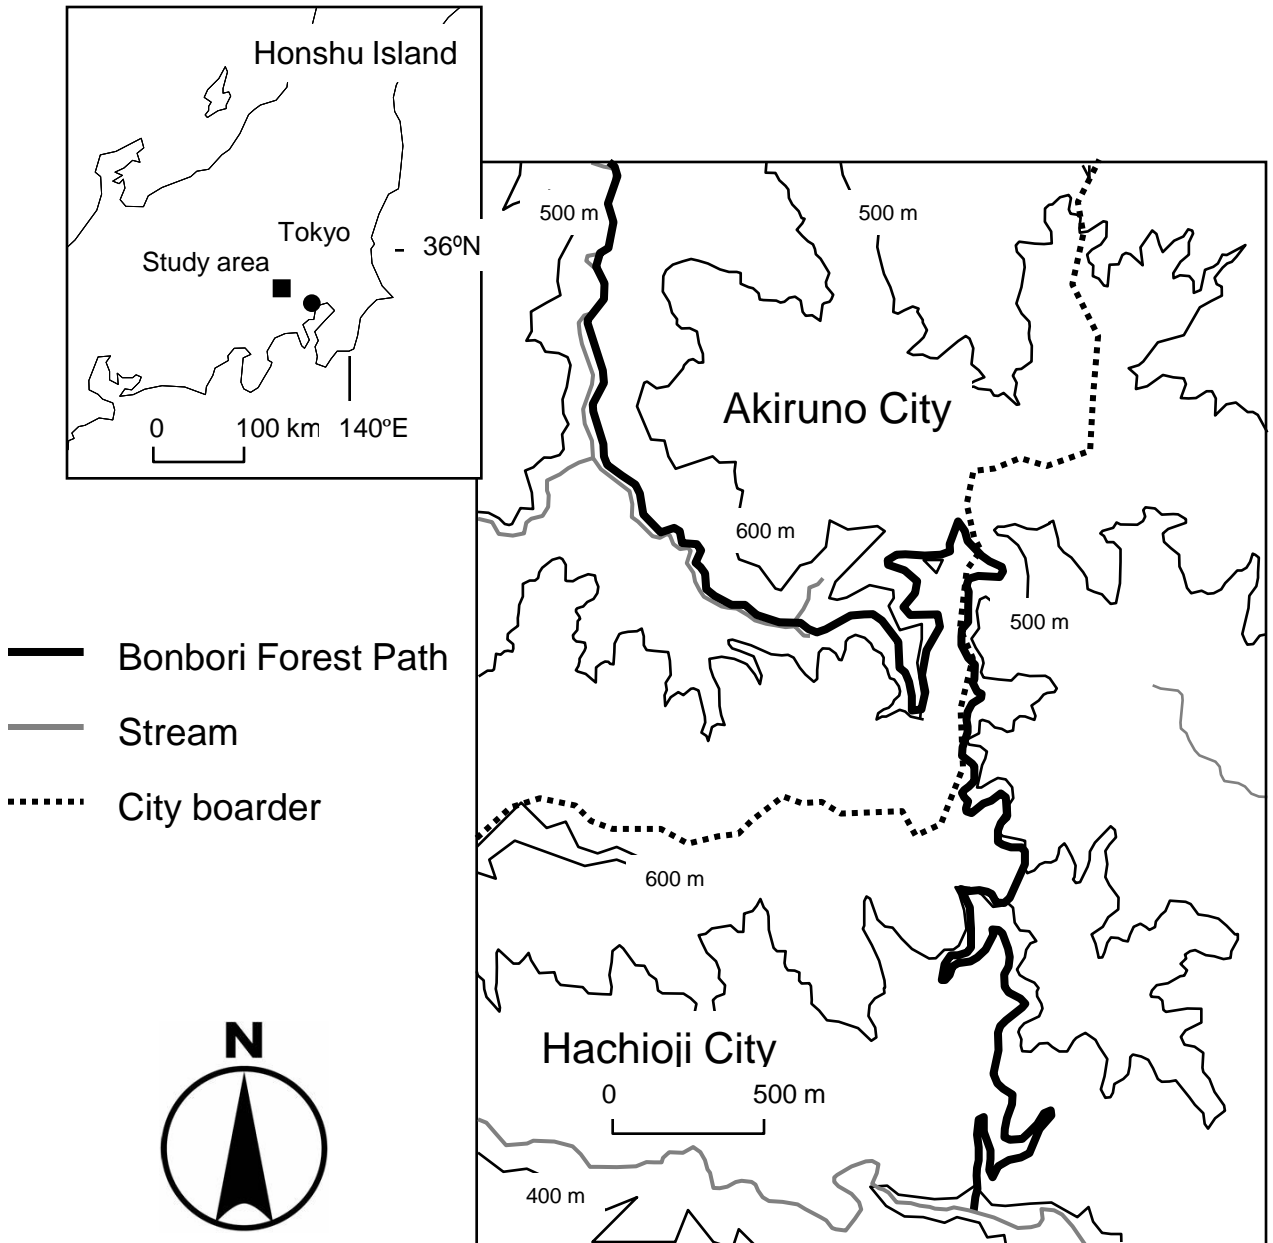 Honshu Island
Tokyo
36ºN
Study area
0 100 km 140ºE
500 m
500 m
Akiruno City
600 m
500 m
Bonbori Forest Path
Stream
City boarder
600 m
N
Hachioji City
0 500 m
400 m